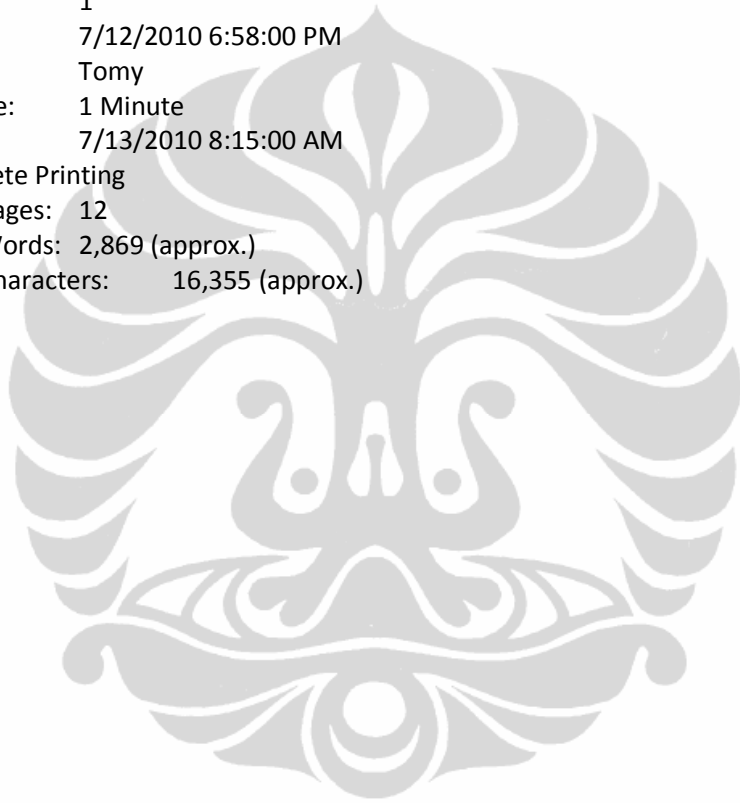 1
7/12/2010 6:58:00 PM
Tomy
e: 1 Minute
7/13/2010 8:15:00 AM
ete Printing
ages: 12
Words: 2,869 (approx.)
haracters: 16,355 (approx.)